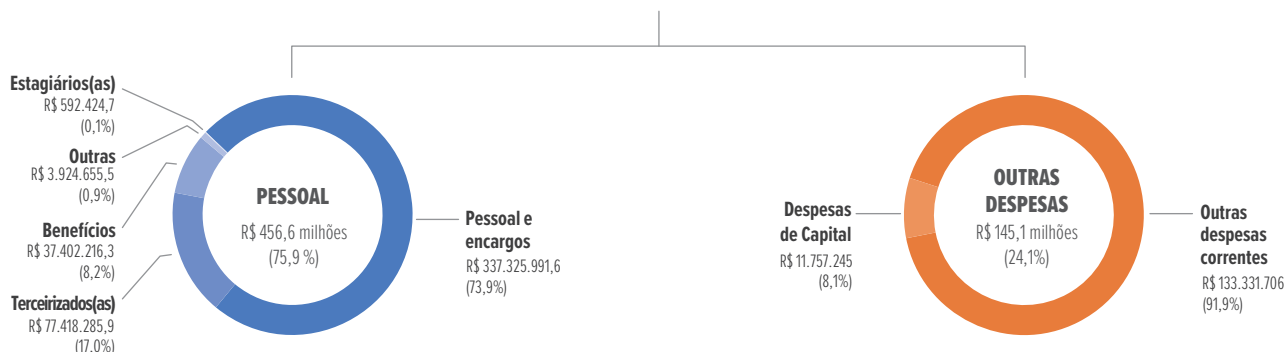 Estagiários(as)
R$ 592.424,7
(0,1%)
Outras
R$ 3.924.655,5
(0,9%)
Benefícios
R$ 37.402.216,3
(8,2%)
Terceirizados(as)
R$ 77.418.285,9
(17,0%)
PESSOAL
R$ 456,6 milhões
(75,9 %)
Pessoal e
encargos
R$ 337.325.991,6
(73,9%)
Despesas
de Capital
R$ 11.757.245
(8,1%)
OUTRAS
DESPESAS
R$ 145,1 milhões
(24,1%)
Outras
despesas
correntes
R$ 133.331.706
(91,9%)